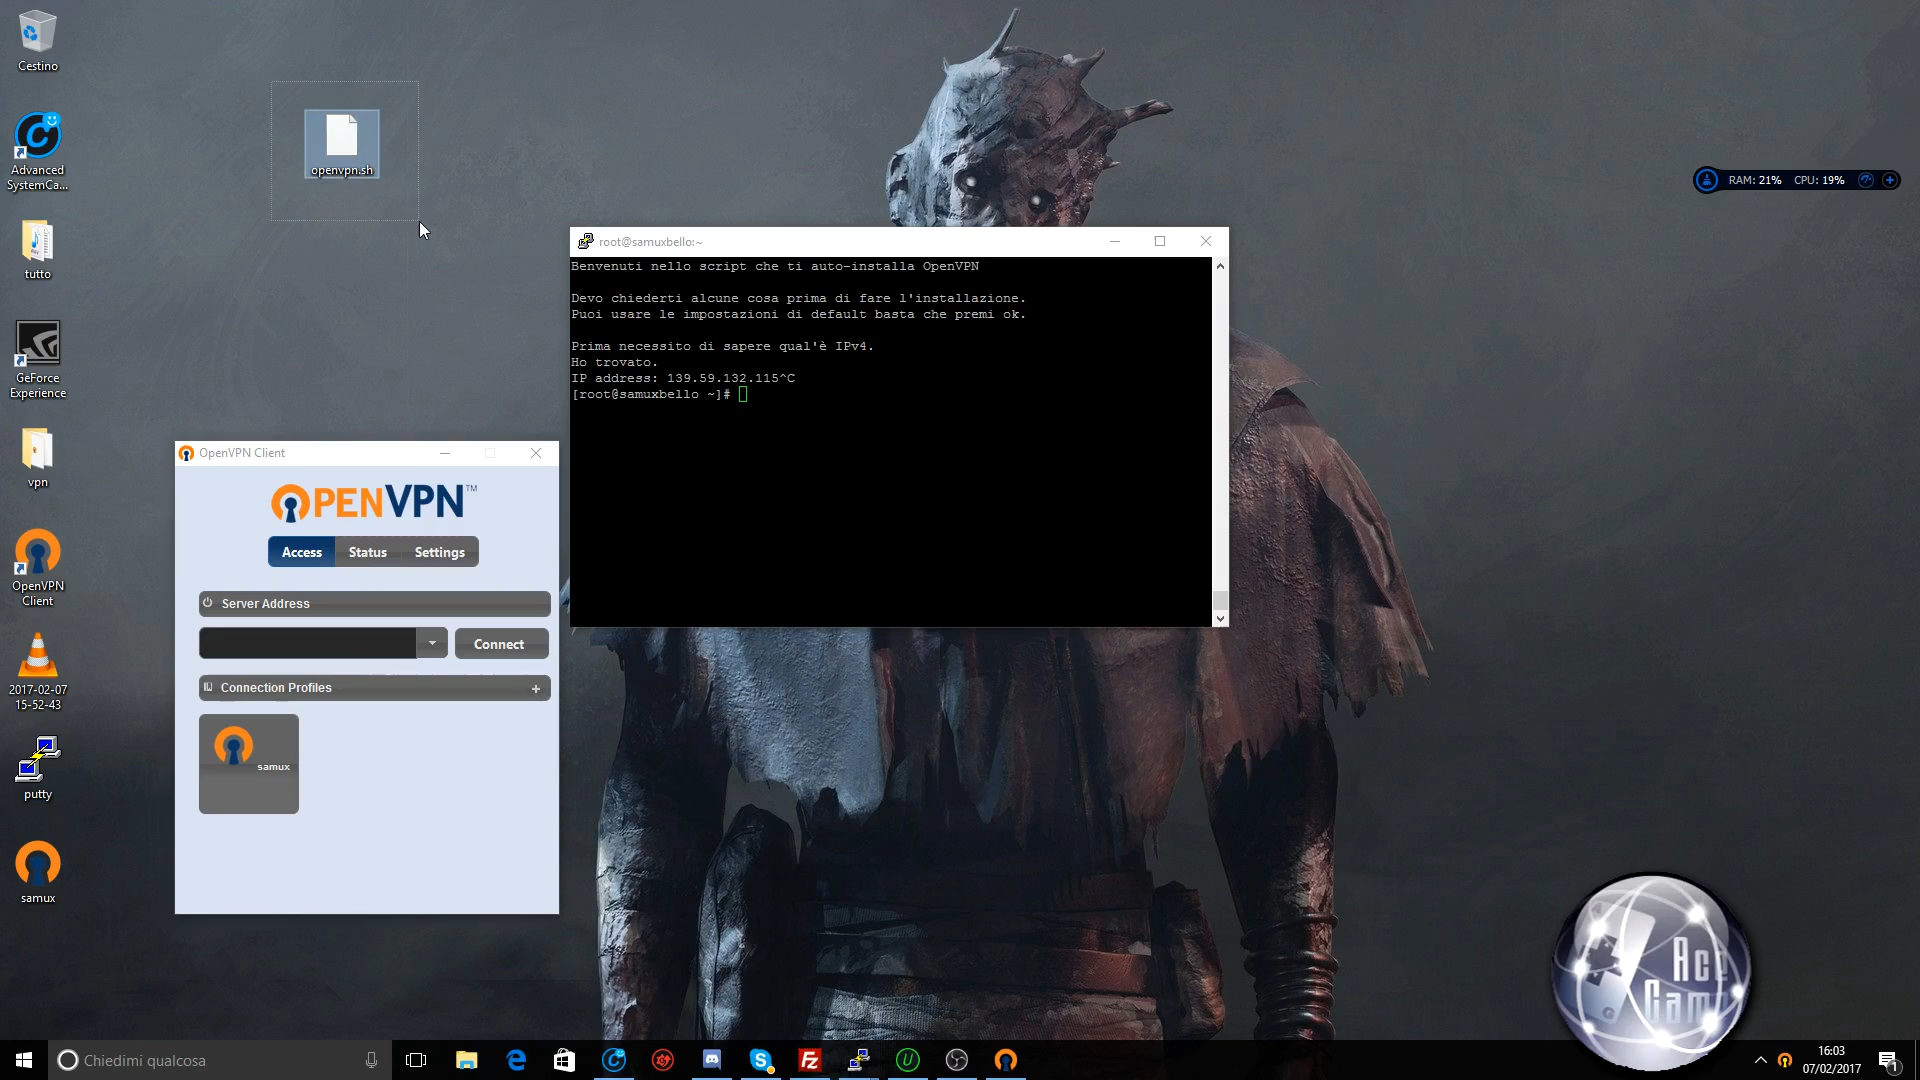 Cestino
Advanced
SystemCa...
tutto
GeForce
Experience
vpn
OpenVPN
Client
2017-02-07
15-52-43
putty
samux
openvpn.sh
RAM: 21% CPU: 19%
root@samuxbello:~
Benvenuti nello script che ti auto-installa OpenVPN
Devo chiederti alcune cosa prima di fare l'installazione.
Puoi usare le impostazioni di default basta che premi ok.
Prima necessito di sapere qual'è IPv4.
Ho trovato.
IP address: 139.59.132.115^C
[root@samuxbello ~]#
OpenVPN Client
OPENVPN™
Access Status Settings
Server Address
Connect
Connection Profiles +
samux
Ace
Game
Chiedimi qualcosa
16:03
07/02/2017
1